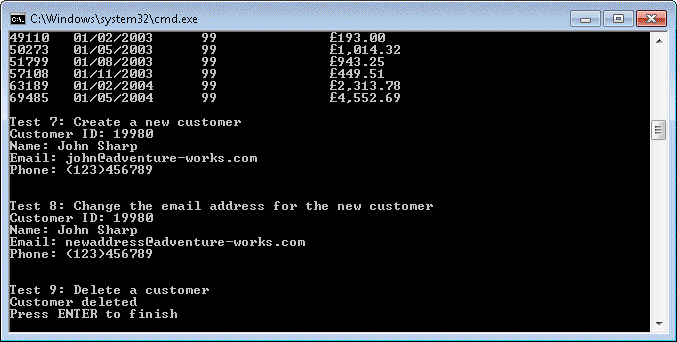 C:\Windows\system32\cmd.exe
49110 01/02/2003 99 £193.00
50273 01/05/2003 99 £1,014.32
51799 01/08/2003 99 £943.25
57108 01/11/2003 99 £449.51
63189 01/02/2004 99 £2,313.78
69485 01/05/2004 99 £4,552.69
Test 7: Create a new customer
Customer ID: 19980
Name: John Sharp
Email: john@adventure-works.com
Phone: (123)456789
Test 8: Change the email address for the new customer
Customer ID: 19980
Name: John Sharp
Email: newaddress@adventure-works.com
Phone: (123)456789
Test 9: Delete a customer
Customer deleted
Press ENTER to finish